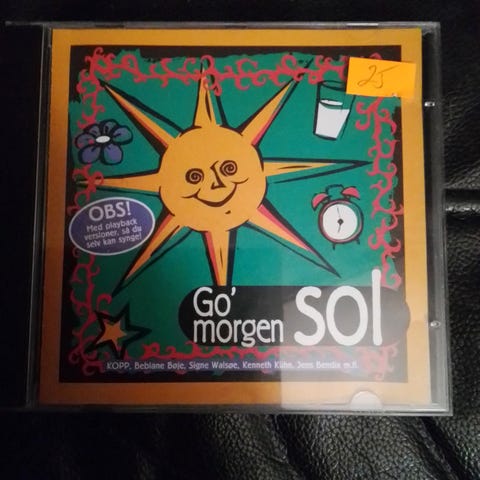 25
OBS!
Med playback
versioner, så du
selv kan synge!
Go'
morgen sol
KOPP, Bebiane Bøje, Signe Walsøe, Kenneth Kühn, Jens Bendix m.fl.